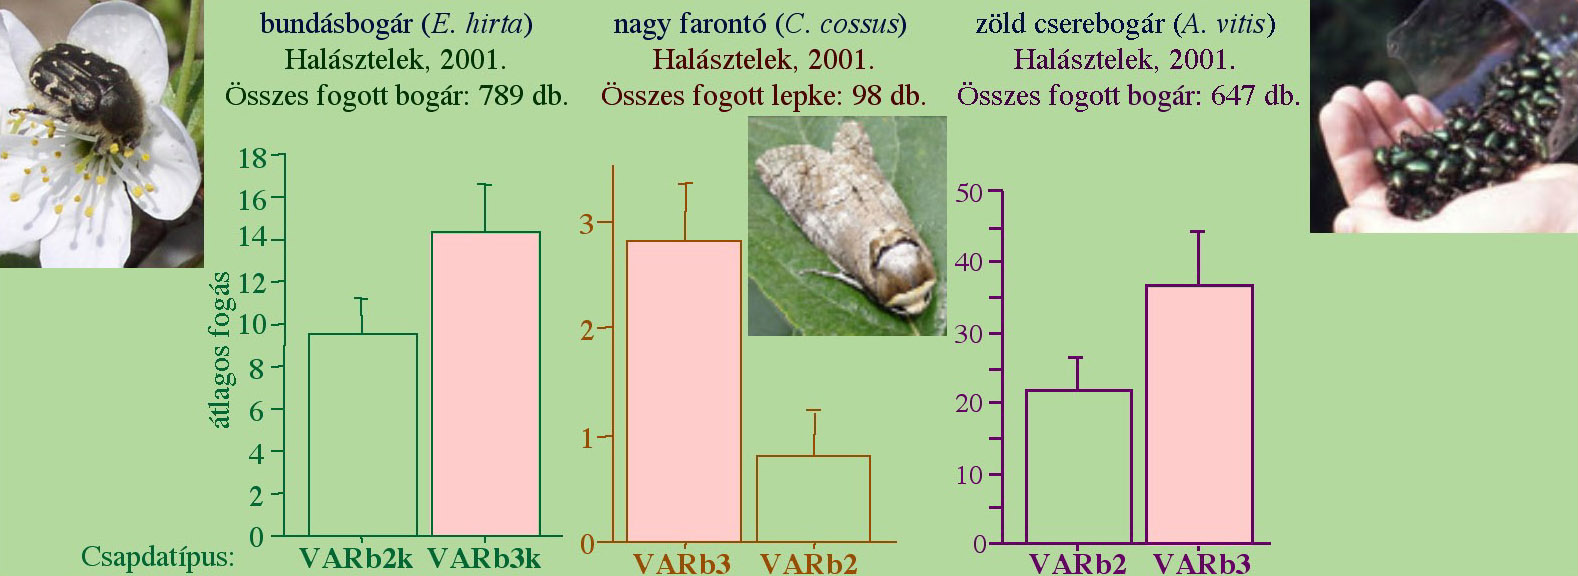 bundásbogár (E. hirta)
Halásztelek, 2001.
Összes fogott bogár: 789 db.
nagy farontó (C. cossus)
Halásztelek, 2001.
Összes fogott lepke: 98 db.
zöld cserebogár (A. vitis)
Halásztelek, 2001.
Összes fogott bogár: 647 db.
átlagos fogás
18
16
14
12
10
8
6
4
2
0
3
2
1
0
50
40
30
20
10
0
Csapdatípus:
VARb2k VARb3k
VARb3 VARb2
VARb2 VARb3